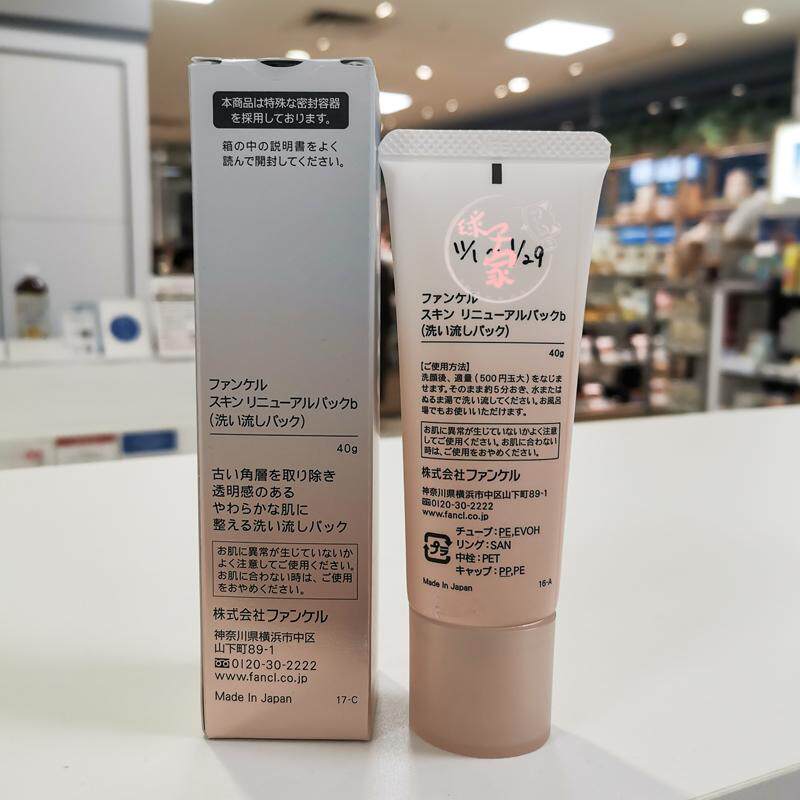 本商品は特殊な密封容器
を採用しております。
箱の中の説明書をよく
読んで開封してください。
ファンケル
スキン リニューアルパックb
(洗い流しパック)
40g
古い角層を取り除き
透明感のある
やわらかな肌に
整える洗い流しパック
お肌に異常が生じていないか
よく注意してご使用ください。
お肌に合わない時は、ご使用
をおやめください。
株式会社ファンケル
神奈川県横浜市中区
山下町89-1
0120-30-2222
www.fancl.co.jp
Made In Japan
17-C
11/1 ~ 1/29
ファンケル
スキン リニューアルパックb
(洗い流しパック)
40g
【ご使用方法】
洗顔後、適量(500円玉大)をなじま
せます。そのまま約5分おき、水または
ぬるま湯で洗い流してください。お風呂
場でもお使いいただけます。
お肌に異常が生じていないかよく注意
してご使用ください。お肌に合わない
時は、ご使用をおやめください。
株式会社ファンケル
神奈川県横浜市中区山下町89-1
0120-30-2222
www.fancl.co.jp
プラ
チューブ:PE,EVOH
リング:SAN
中栓:PET
キャップ:PP,PE
Made In Japan
16-A